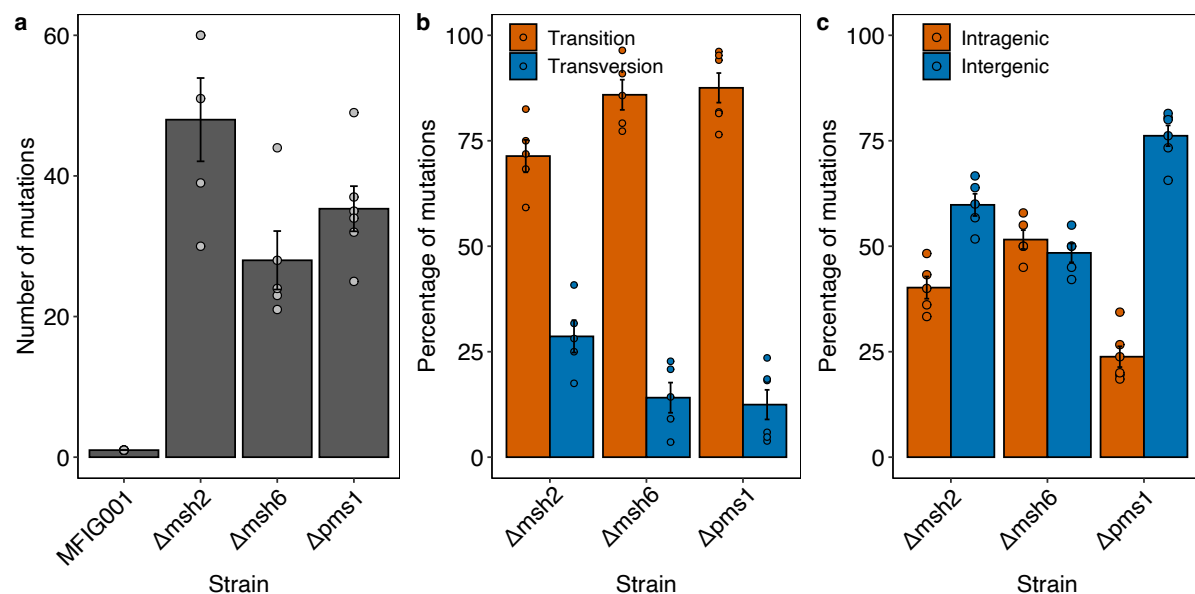 a
60
40
20
0
Number of mutations
MFIG001
Δmsh2
Δmsh6
Δpms1
Strain
b
100
75
50
25
0
Percentage of mutations
Transition
Transversion
Δmsh2
Δmsh6
Δpms1
Strain
c
100
75
50
25
0
Percentage of mutations
Intragenic
Intergenic
Δmsh2
Δmsh6
Δpms1
Strain